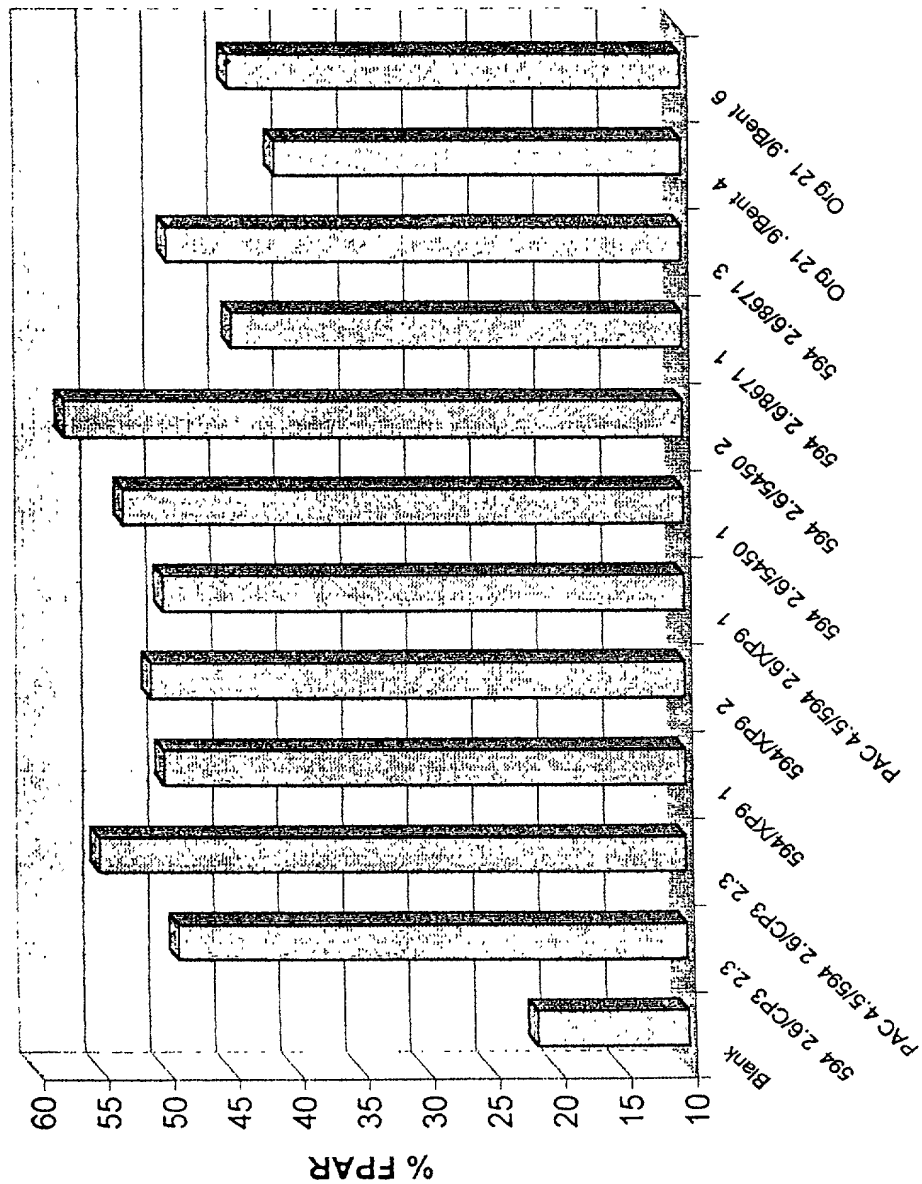 % FPAR
60
55
50
45
40
35
30
25
20
15
10
Blank
594 2.6/CP3 2.3
PAC 4.5/594 2.6/CP3 2.3
594/XP9 1
594/XP9 2
PAC 4.5/594 2.6/XP9 1
594 2.6/5450 1
594 2.6/5450 2
594 2.6/8671 1
594 2.6/8671 3
Org 21 .9/Bent 4
Org 21 .9/Bent 6